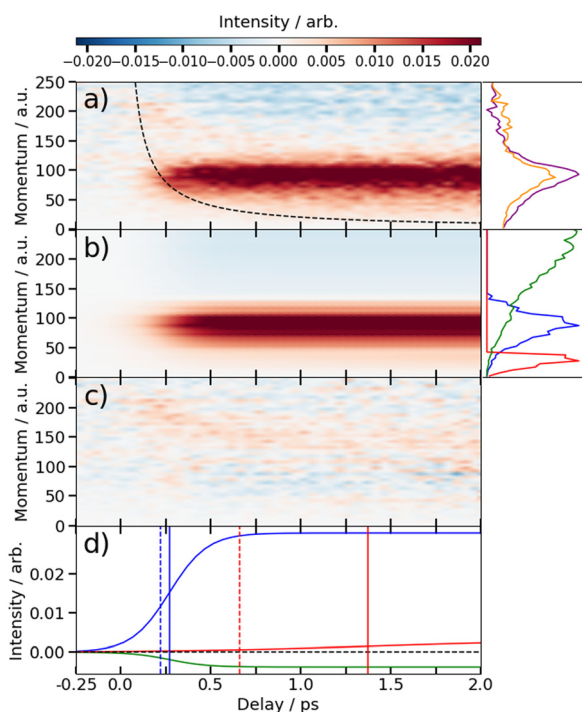 Intensity / arb.
−0.020 −0.015 −0.010 −0.005 0.000 0.005 0.010 0.015 0.020
a)
Momentum / a.u.
250
200
150
100
50
0
b)
Momentum / a.u.
200
150
100
50
0
c)
Momentum / a.u.
200
150
100
50
0
d)
Intensity / arb.
0.02
0.01
0.00
−0.25 0.0 0.5 1.0 1.5 2.0
Delay / ps